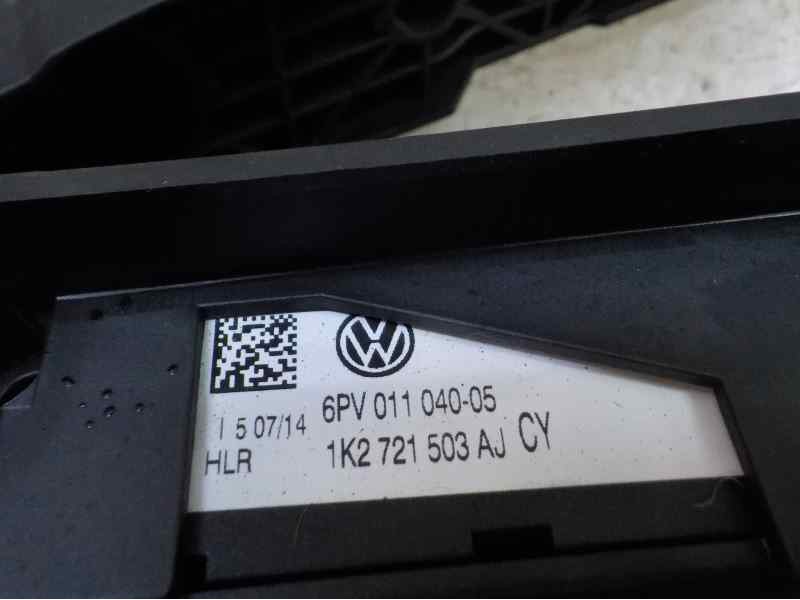 6PV 011 040-05
I 5 07/14
1K2 721 503 AJ CY
HLR